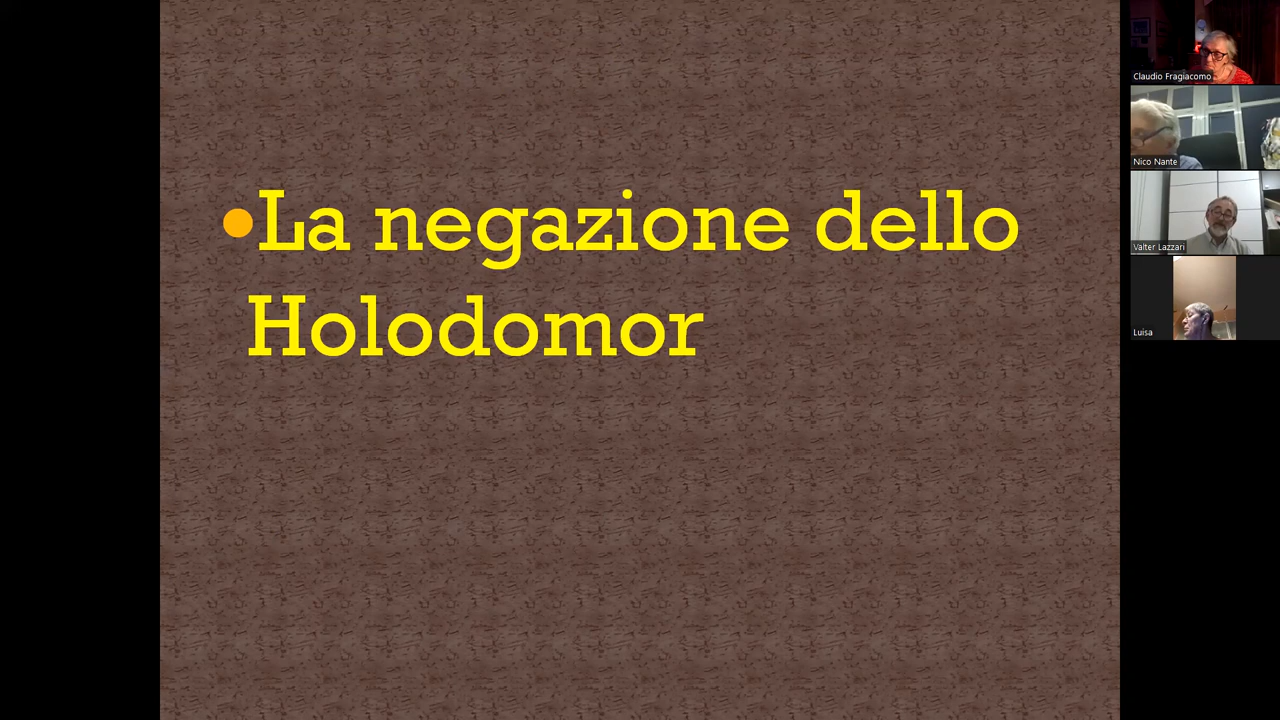 •La negazione dello
Holodomor
Claudio Fragiacomo
Nico Nante
Valter Lazzari
Luisa